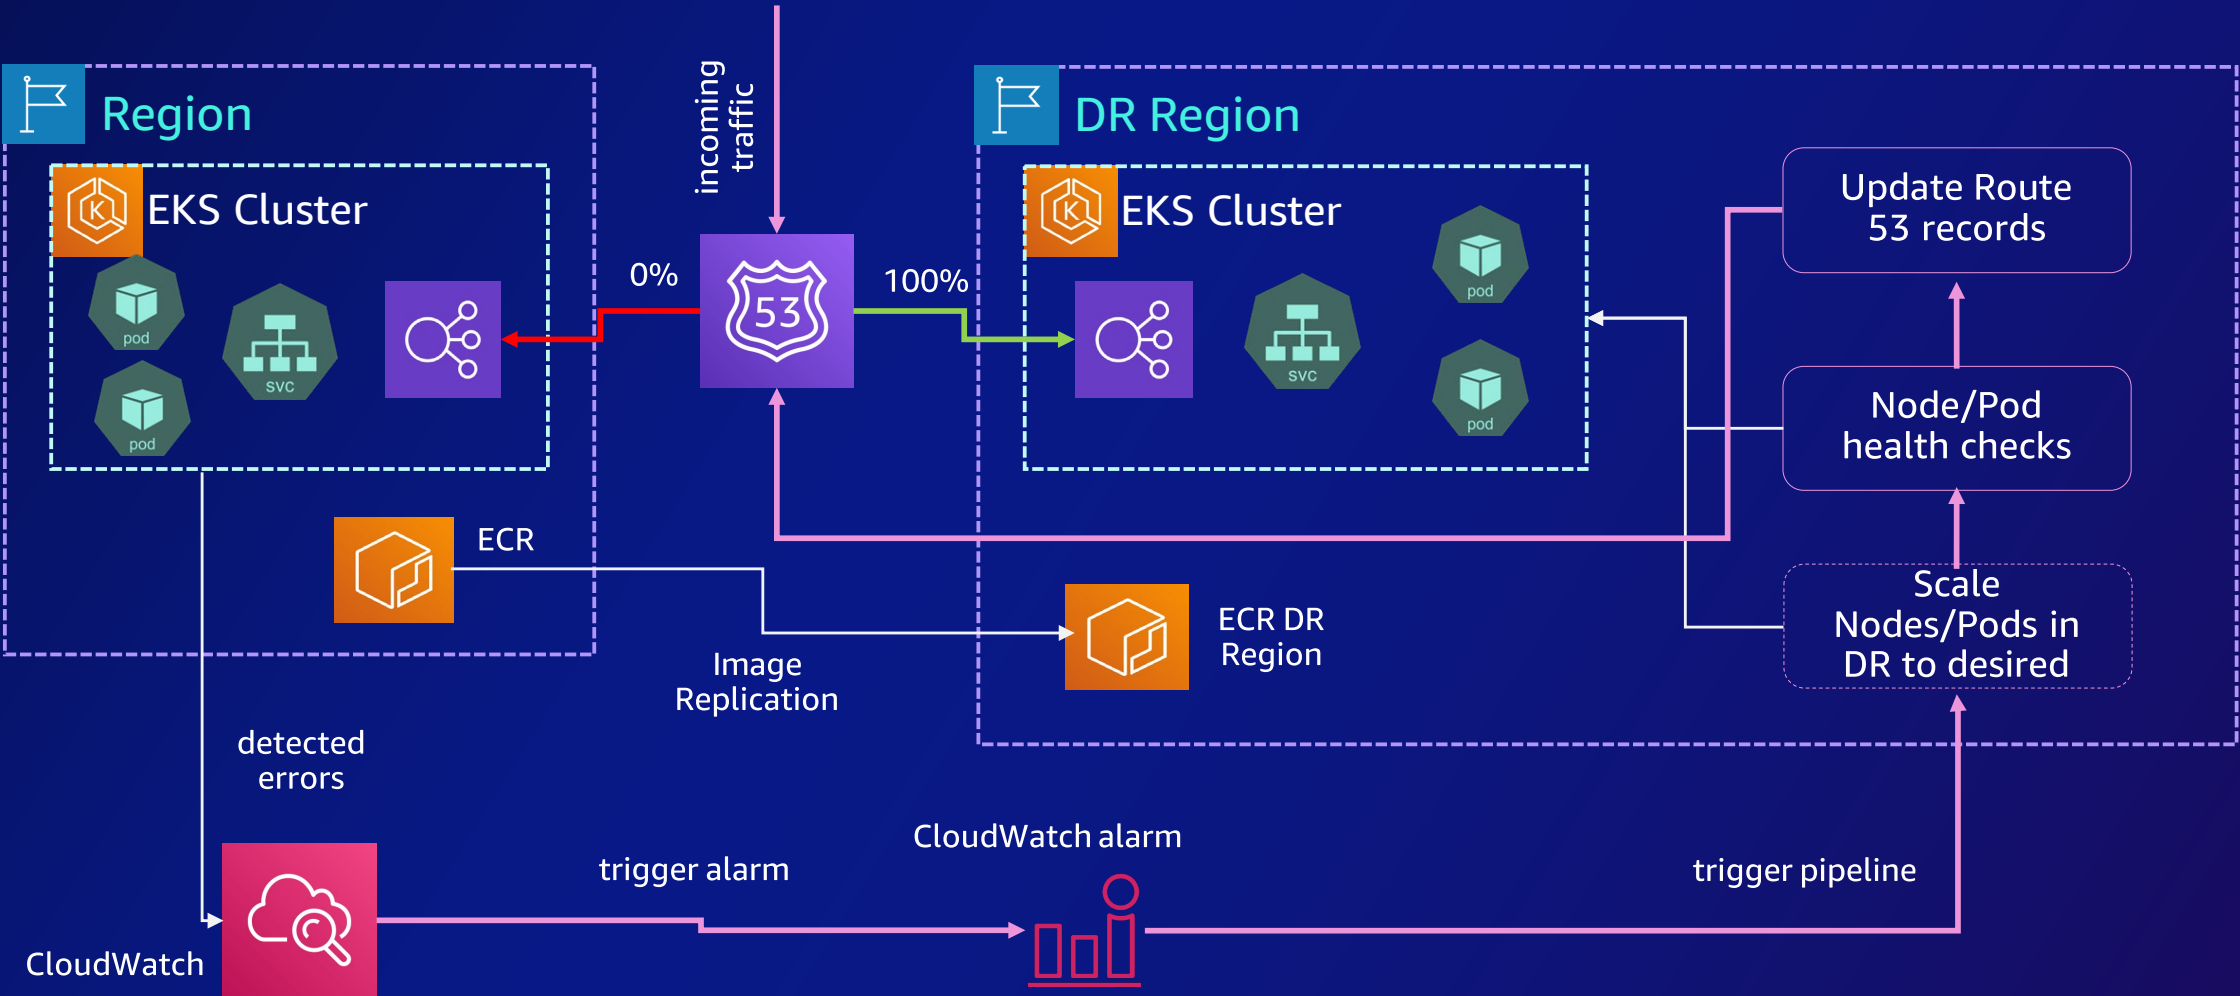 incoming
traffic
Region
EKS Cluster
K
pod
svc
pod
0%
53
100%
DR Region
EKS Cluster
K
pod
svc
pod
Update Route
53 records
Node/Pod
health checks
Scale
Nodes/Pods in
DR to desired
ECR
Image
Replication
ECR DR
Region
detected
errors
CloudWatch
trigger alarm
CloudWatch alarm
trigger pipeline